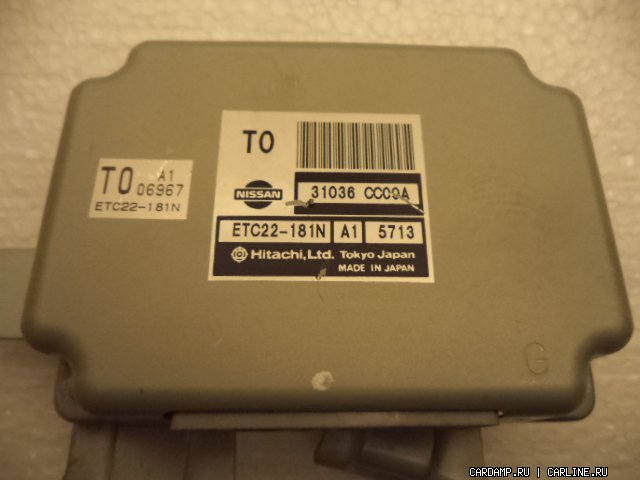 TO
A1
06967
ETC22-181N
TO
NISSAN
31036 CC09A
ETC22-181N A1 5713
Hitachi,Ltd. Tokyo Japan
MADE IN JAPAN
G
CARDAMP.RU | CARLINE.RU